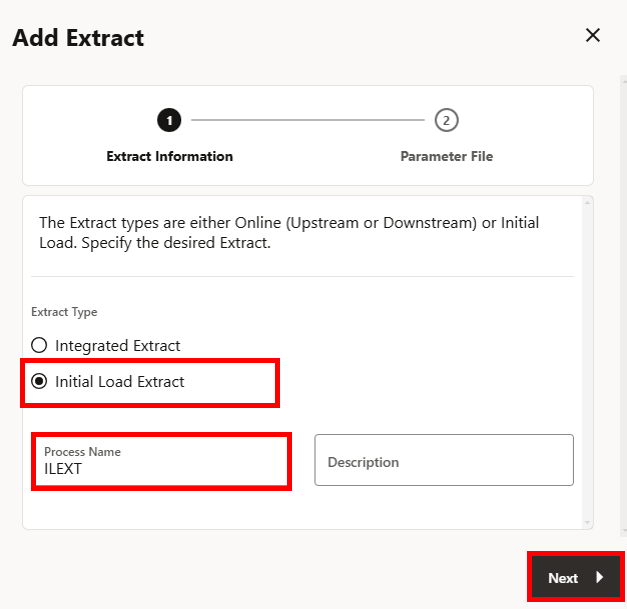 Add Extract
1
2
Extract Information
Parameter File
The Extract types are either Online (Upstream or Downstream) or Initial
Load. Specify the desired Extract.
Extract Type
Integrated Extract
Initial Load Extract
Process Name
ILEXT
Description
Next